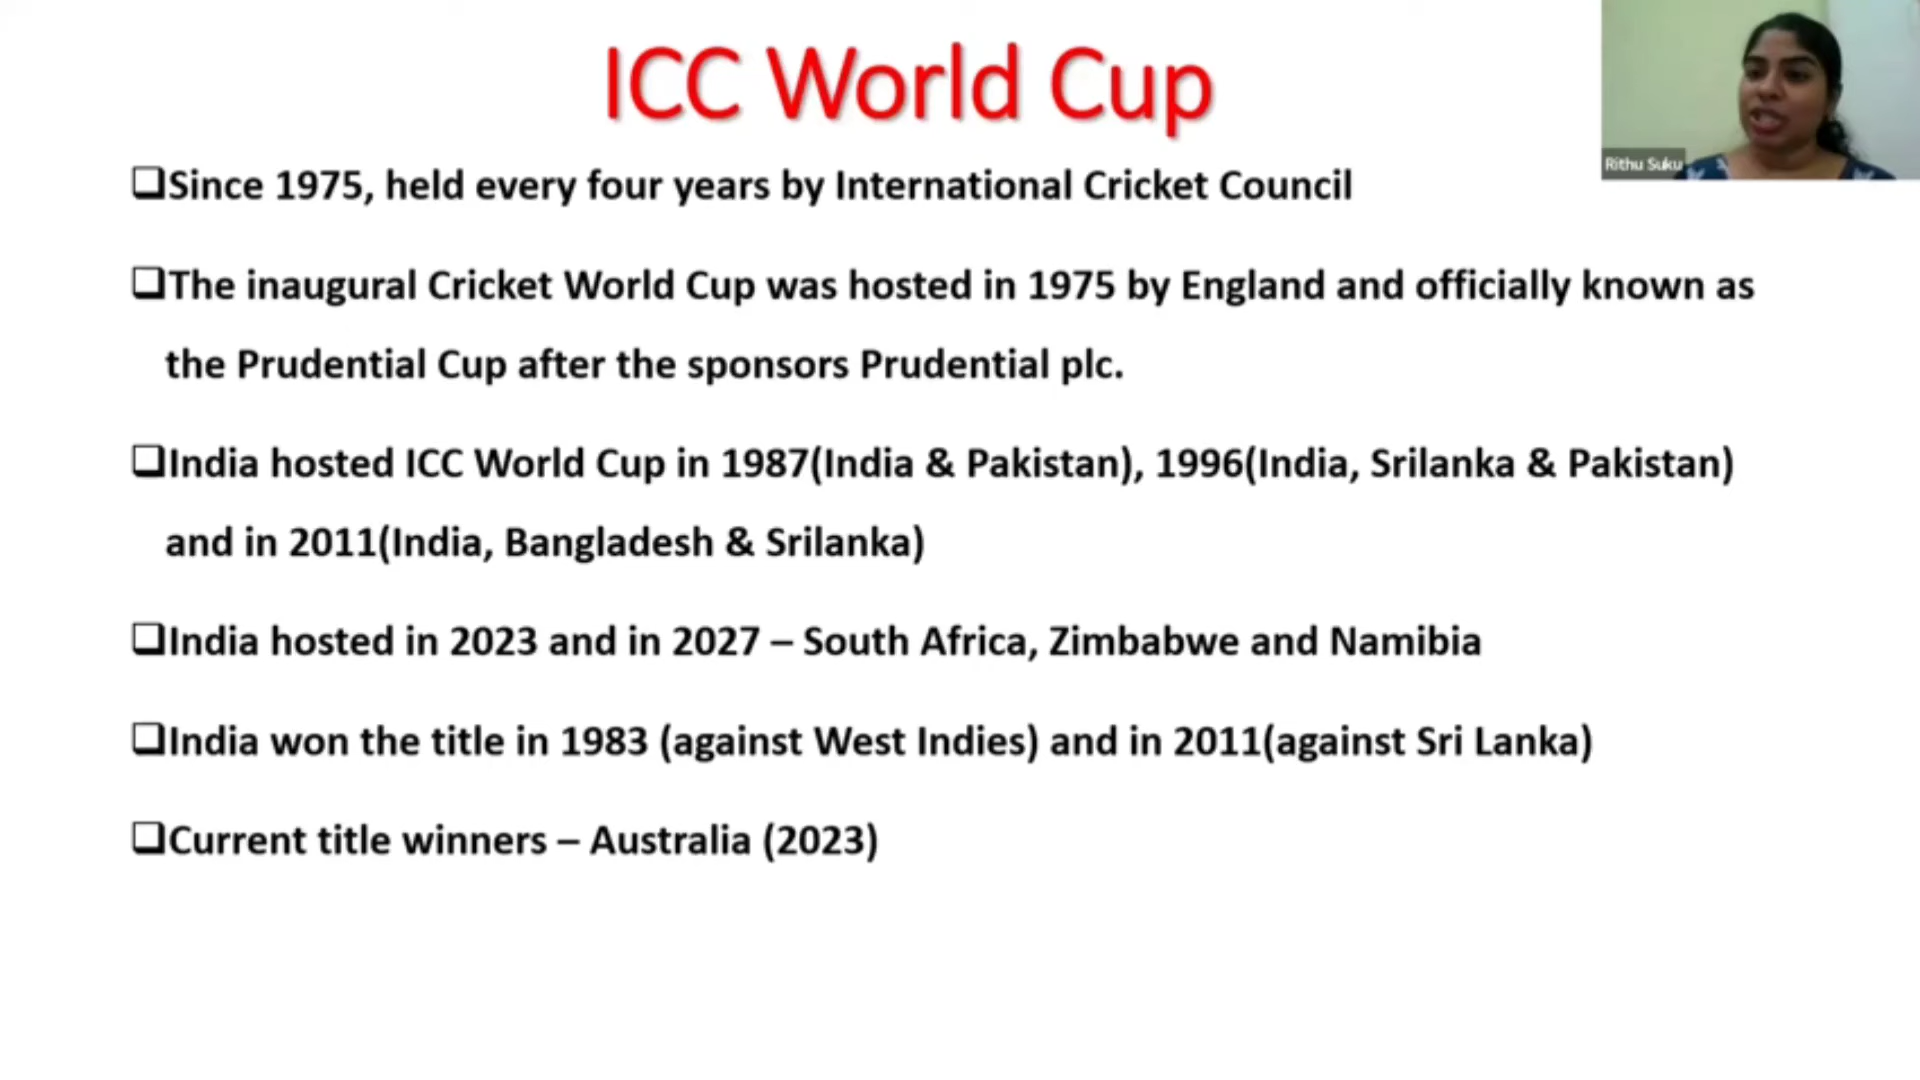 ICC World Cup
Rithu Suku
❑Since 1975, held every four years by International Cricket Council
❑The inaugural Cricket World Cup was hosted in 1975 by England and officially known as
the Prudential Cup after the sponsors Prudential plc.
❑India hosted ICC World Cup in 1987(India & Pakistan), 1996(India, Srilanka & Pakistan)
and in 2011(India, Bangladesh & Srilanka)
❑India hosted in 2023 and in 2027 – South Africa, Zimbabwe and Namibia
❑India won the title in 1983 (against West Indies) and in 2011(against Sri Lanka)
❑Current title winners – Australia (2023)